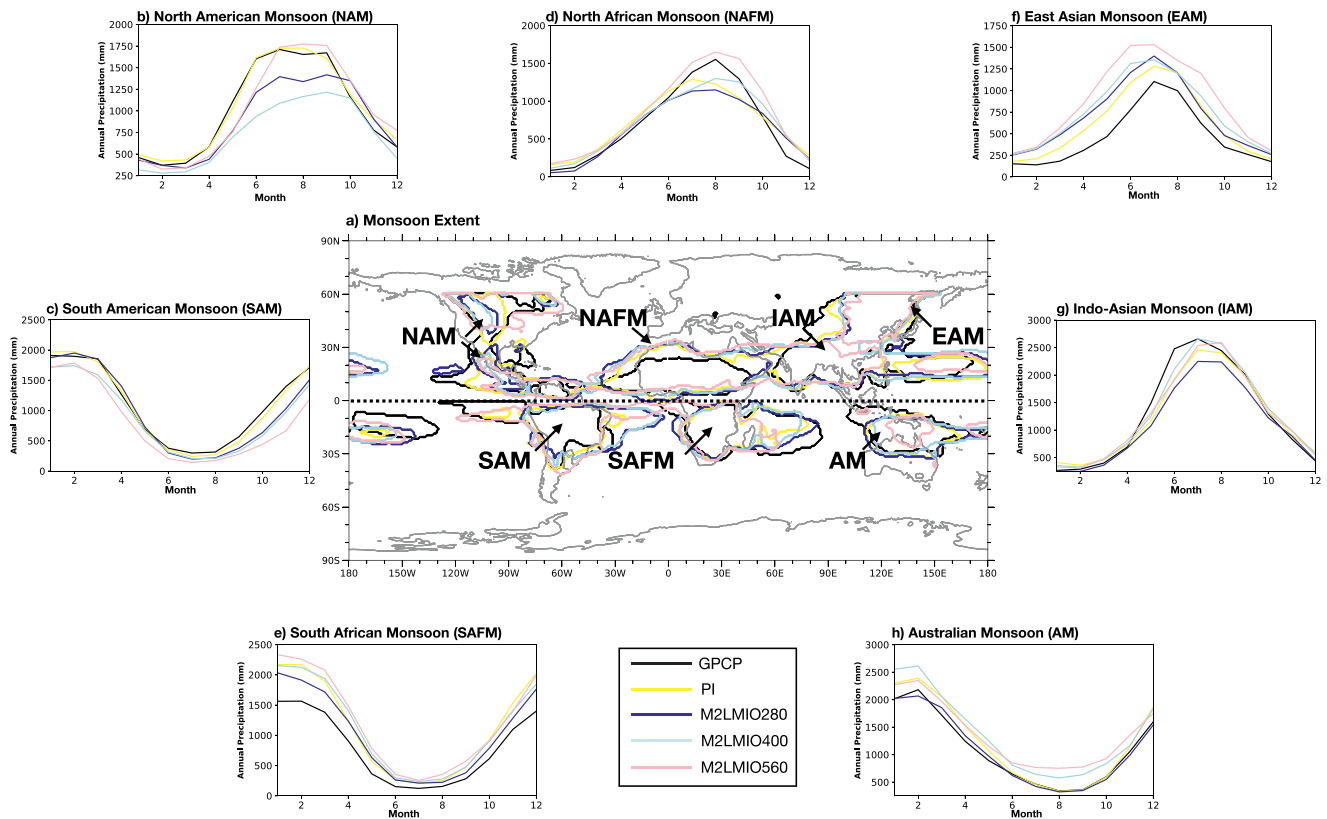 b) North American Monsoon (NAM)
Annual Precipitation (mm)
2000
1750
1500
1250
1000
750
500
250
2 4 6 8 10 12
Month
d) North African Monsoon (NAFM)
Annual Precipitation (mm)
2000
1500
1000
500
0
2 4 6 8 10 12
Month
f) East Asian Monsoon (EAM)
Annual Precipitation (mm)
1750
1500
1250
1000
750
500
250
0
2 4 6 8 10 12
Month
a) Monsoon Extent
90N
60N
30N
0
30S
60S
90S
180 150W 120W 90W 60W 30W 0 30E 60E 90E 120E 150E 180
NAM
NAFM
IAM
EAM
SAM
SAFM
AM
c) South American Monsoon (SAM)
Annual Precipitation (mm)
2500
2000
1500
1000
500
0
2 4 6 8 10 12
Month
g) Indo-Asian Monsoon (IAM)
Annual Precipitation (mm)
3000
2500
2000
1500
1000
500
2 4 6 8 10 12
Month
e) South African Monsoon (SAFM)
Annual Precipitation (mm)
2500
2000
1500
1000
500
0
2 4 6 8 10 12
Month
GPCP
PI
M2LMIO280
M2LMIO400
M2LMIO560
h) Australian Monsoon (AM)
Annual Precipitation (mm)
3000
2500
2000
1500
1000
500
2 4 6 8 10 12
Month